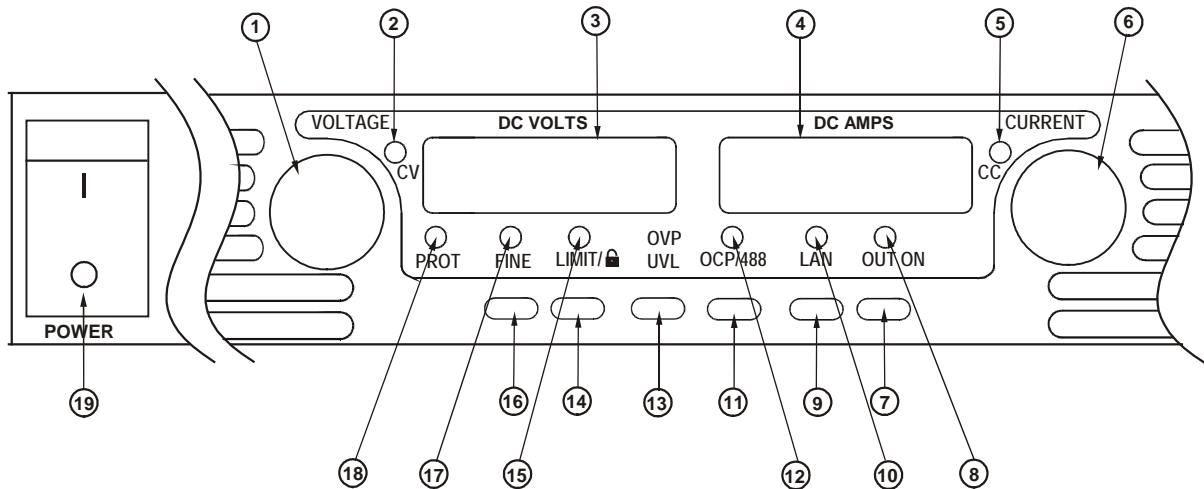 1 2 3 4 5 6
VOLTAGE DC VOLTS DC AMPS CURRENT
CV CC
I
PROT FINE LIMIT/ OVP UVL OCP/488 LAN OUT ON
POWER
19 16 14 13 11 9 7
18 17 15 12 10 8